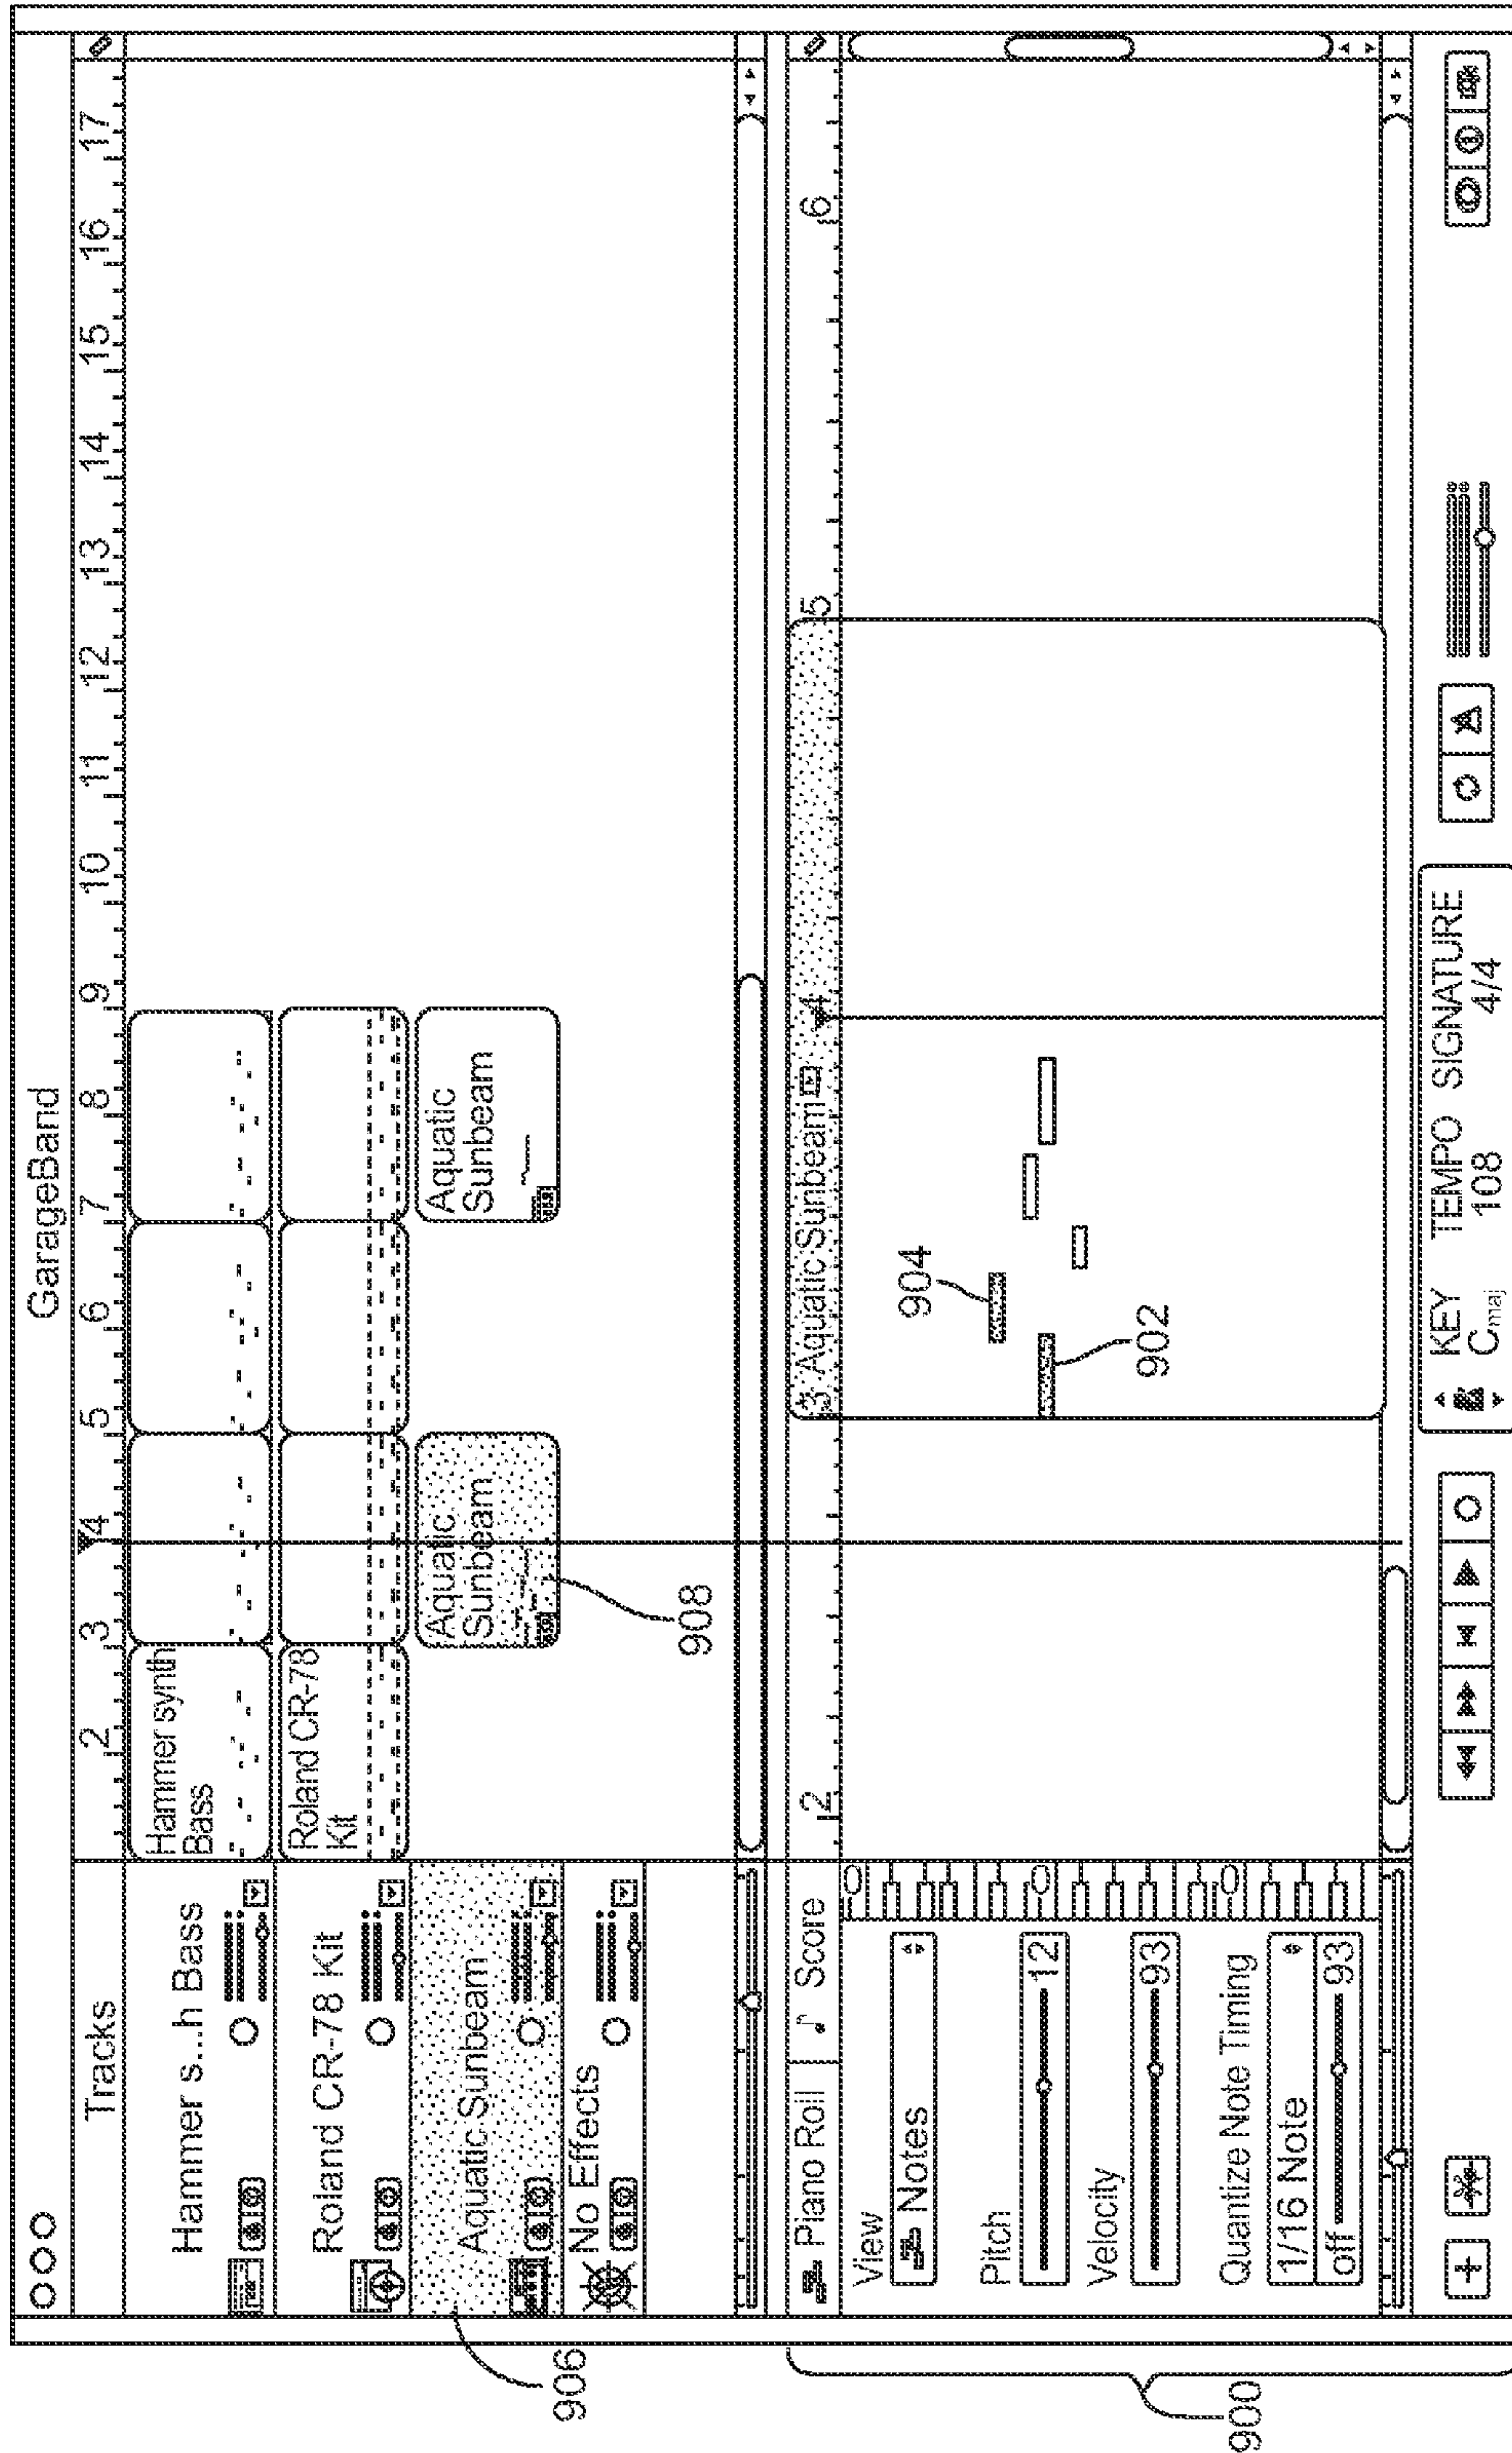 GarageBand
Tracks
2 3 4 5 6 7 8 9 10 11 12 13 14 15 16 17
Hammer s...h Bass
Hammer synth
Bass
Roland CR-78 Kit
Roland CR-78
Kit
Aquatic Sunbeam
Aquatic
Sunbeam
Aquatic
Sunbeam
No Effects
906
908
Piano Roll
Score
2 3 Aquatic Sunbeam 4 5 6
View
Notes
Pitch
12
Velocity
93
Quantize Note Timing
1/16 Note
off 93
904
902
900
KEY TEMPO SIGNATURE
Cmaj 108 4/4